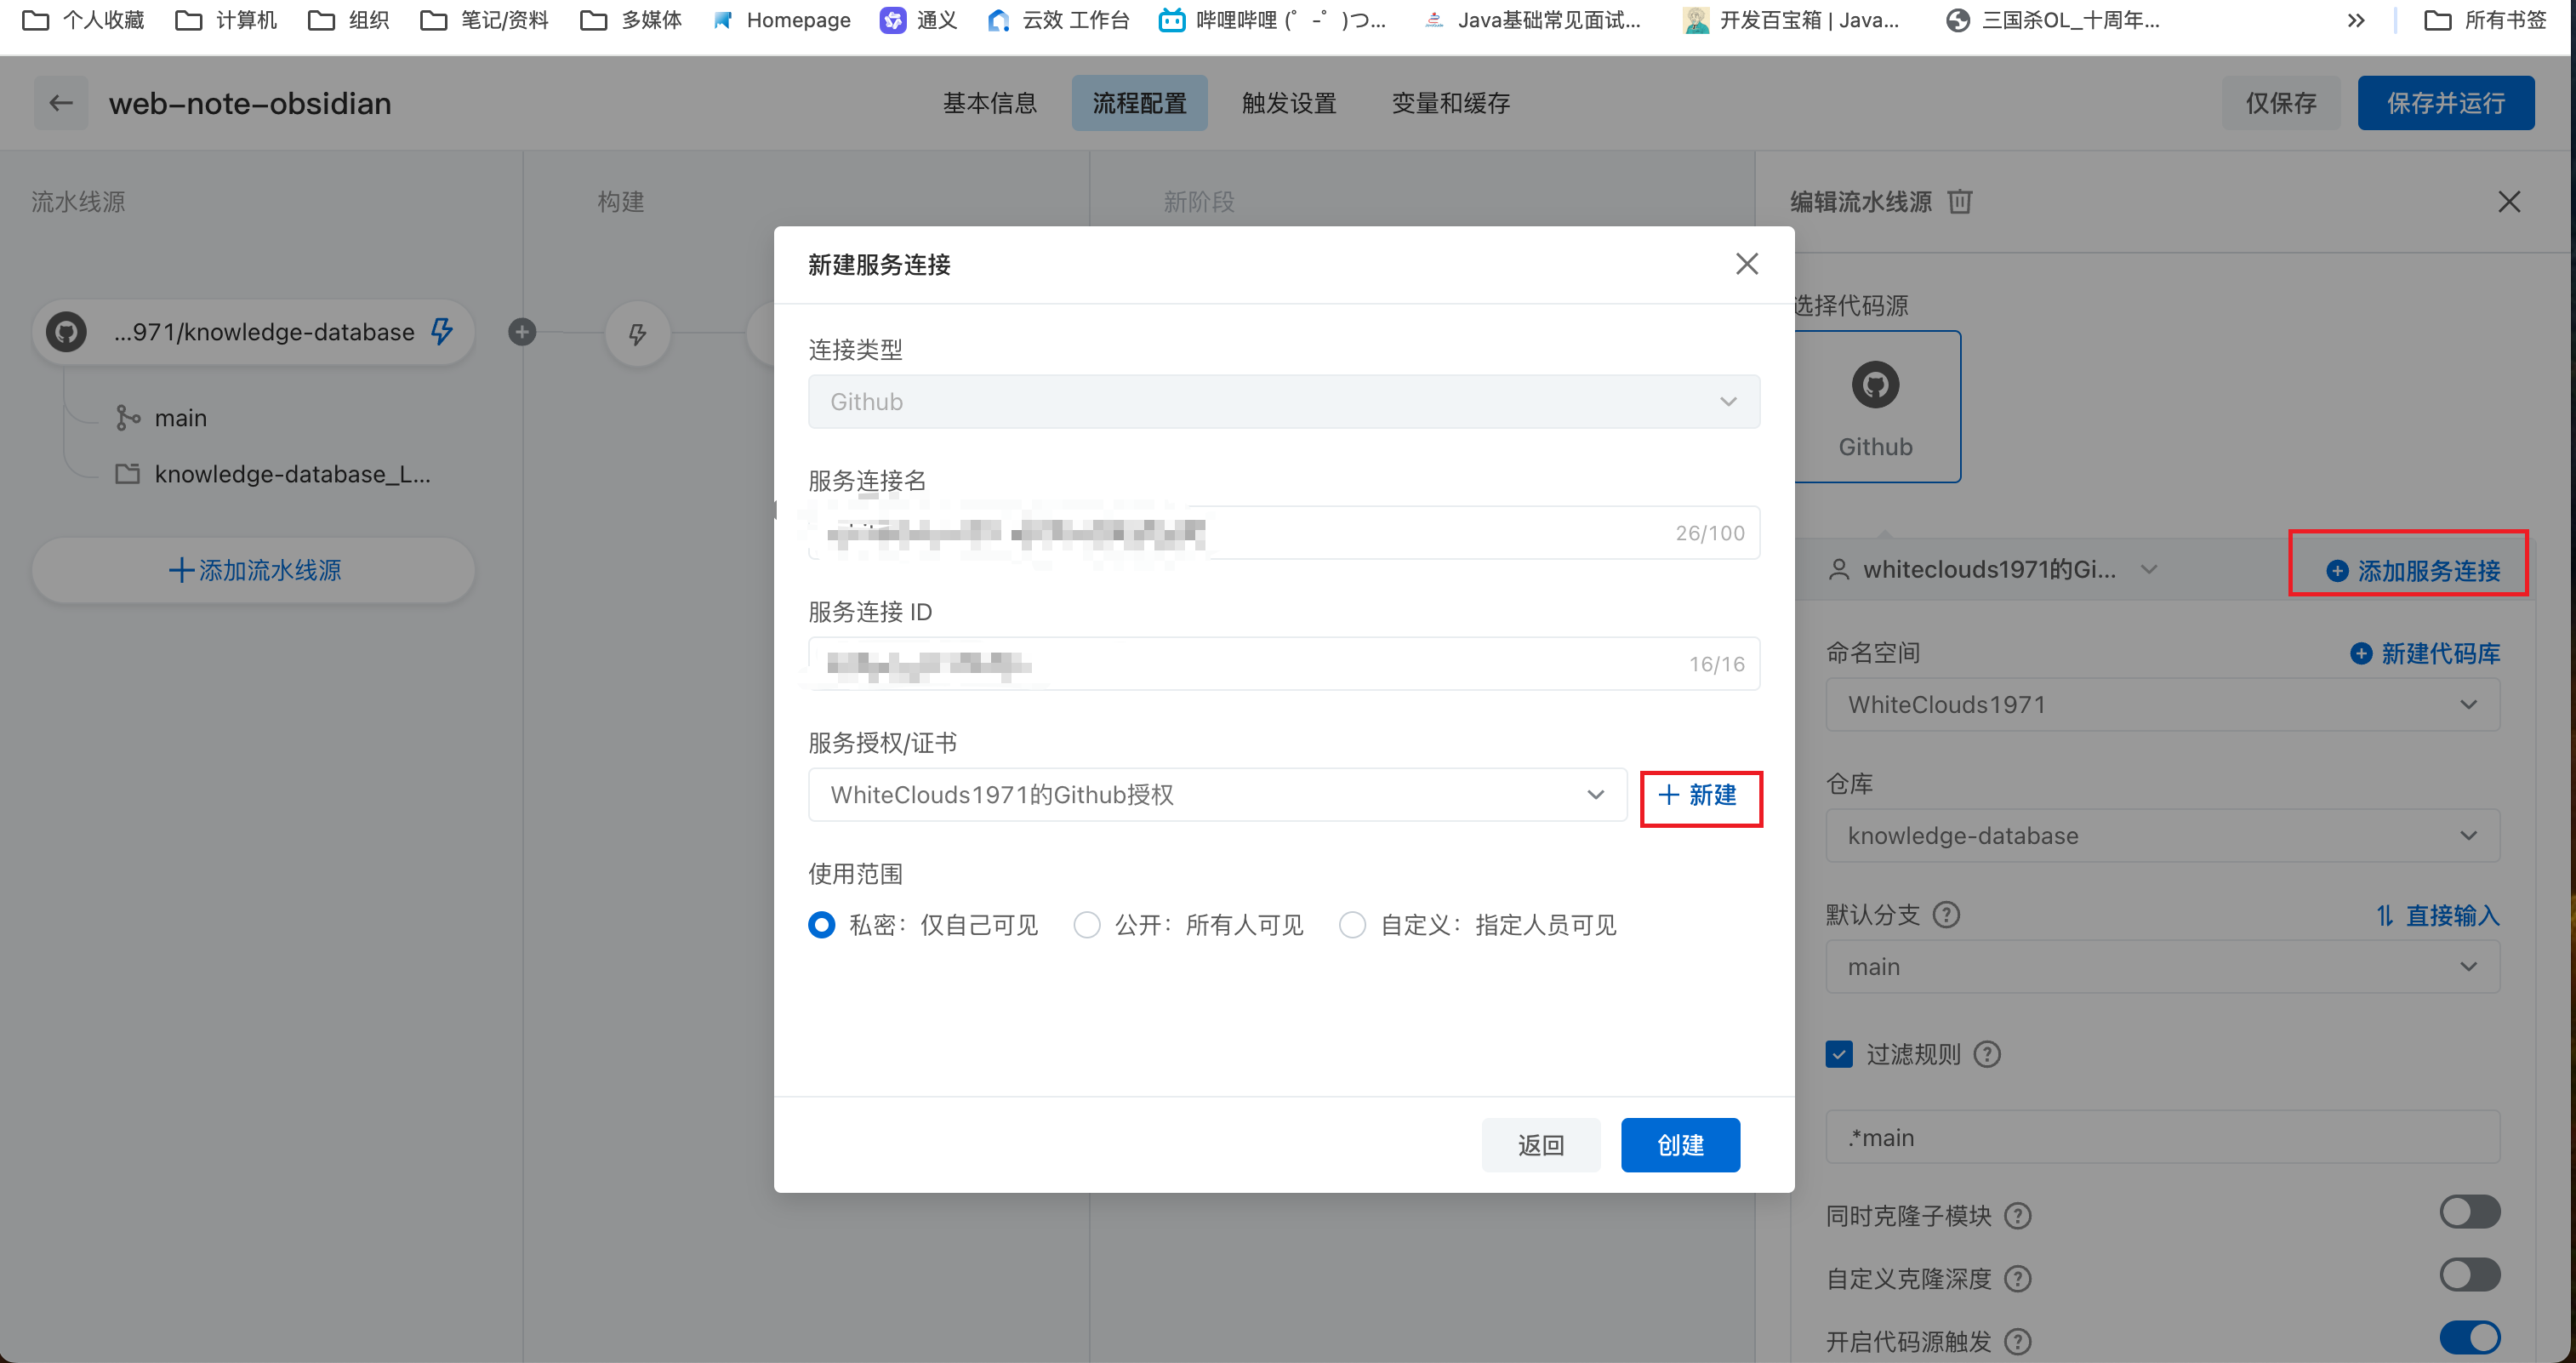 个人收藏 计算机 组织 笔记/资料 多媒体 Homepage 通义 云效 工作台 哔哩哔哩 (゜-゜)つ... Java基础常见面试... 开发百宝箱 | Java... 三国杀OL_十周年... 所有书签
web-note-obsidian 基本信息 流程配置 触发设置 变量和缓存 仅保存 保存并运行
流水线源 构建 新阶段 编辑流水线源
新建服务连接
选择代码源
...971/knowledge-database
连接类型
Github
Github
main
knowledge-database_L...
服务连接名
26/100
添加流水线源
whiteclouds1971的Gi... 添加服务连接
服务连接 ID
16/16
命名空间 新建代码库
WhiteClouds1971
服务授权/证书
WhiteClouds1971的Github授权 新建
仓库
knowledge-database
使用范围
私密：仅自己可见 公开：所有人可见 自定义：指定人员可见
默认分支 直接输入
main
过滤规则
.*main
返回 创建
同时克隆子模块
自定义克隆深度
开启代码源触发